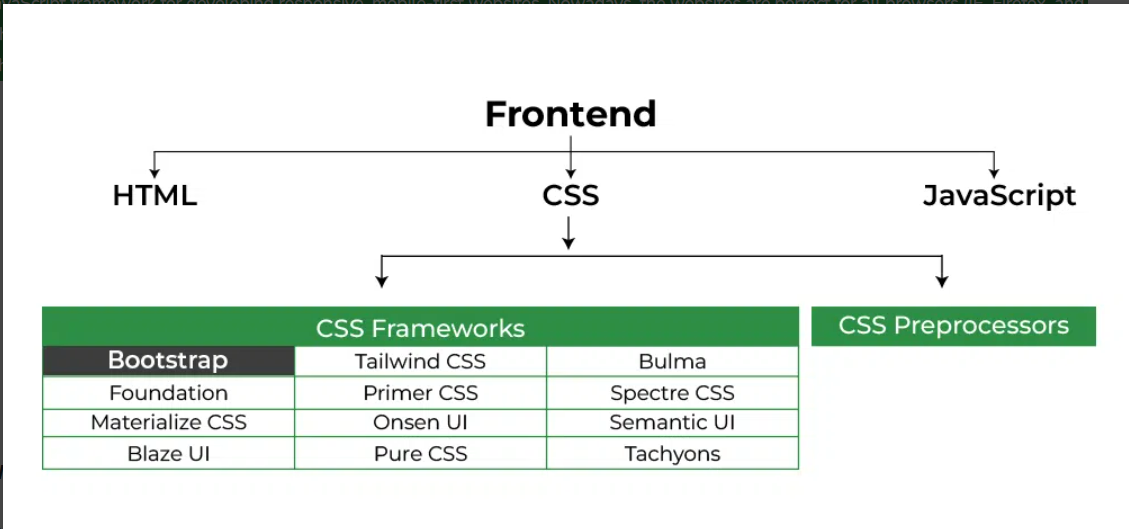 Frontend
HTML CSS JavaScript
CSS Frameworks CSS Preprocessors
Bootstrap Tailwind CSS Bulma
Foundation Primer CSS Spectre CSS
Materialize CSS Onsen UI Semantic UI
Blaze UI Pure CSS Tachyons